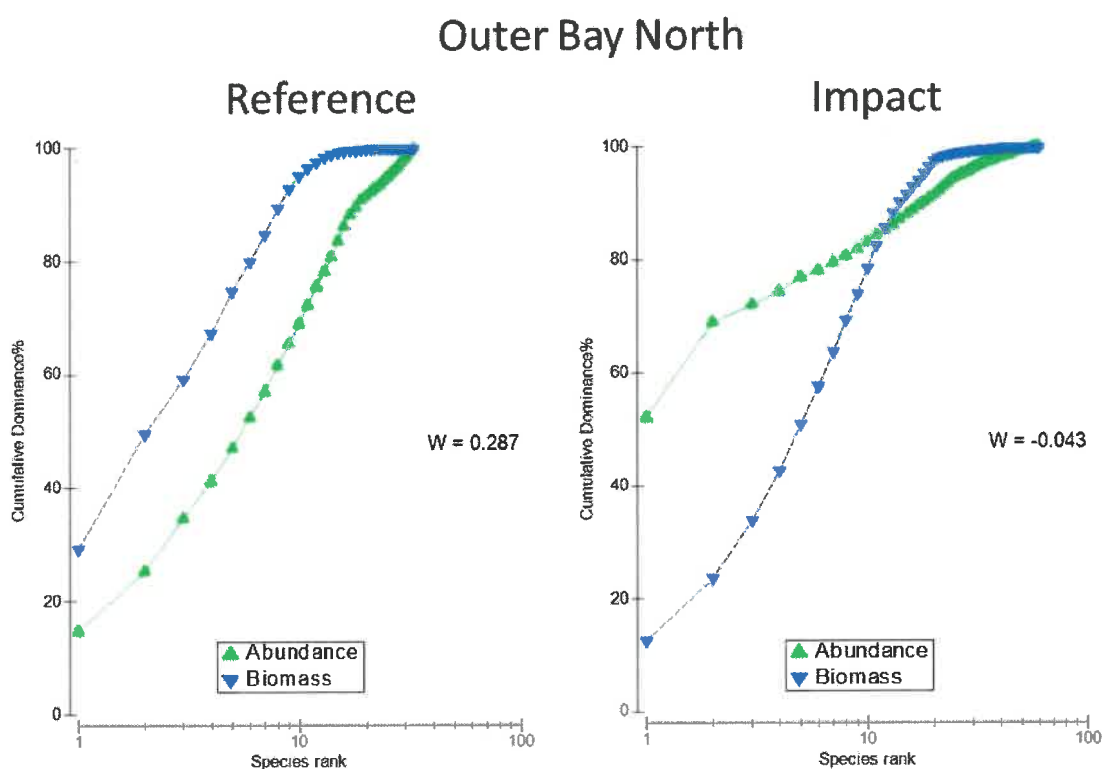 Outer Bay North
Reference
Impact
100
80
60
40
20
0
Cumulative Dominance%
W = 0.287
Abundance
Biomass
1
10
100
Species rank
100
80
60
40
20
0
Cumulative Dominance%
W = -0.043
Abundance
Biomass
1
10
100
Species rank